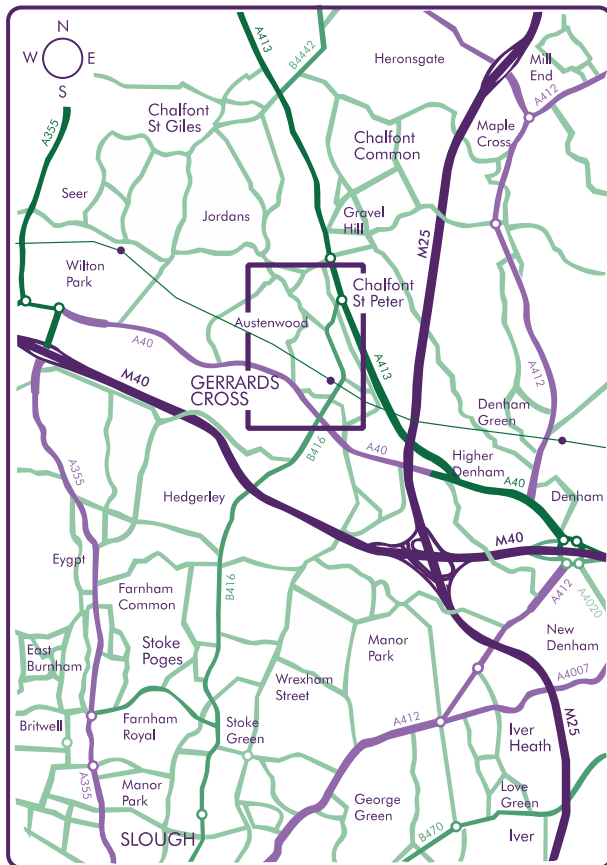 N
W E
S
A413
B4442
Heronsgate
Mill
End
A412
Chalfont
St Giles
Chalfont
Common
Maple
Cross
A355
Seer
Jordans
Gravel
Hill
M25
Wilton
Park
Chalfont
St Peter
Austenwood
A40
A413
A412
M40
GERRARDS
CROSS
Denham
Green
B416
A40
Higher
Denham
A40
Denham
A355
Hedgerley
M40
Eygpt
B416
A412
A4020
Farnham
Common
New
Denham
Manor
Park
East
Burnham
Stoke
Poges
Wrexham
Street
A4007
M25
Britwell
Farnham
Royal
Stoke
Green
A412
Iver
Heath
A355
Manor
Park
George
Green
Love
Green
SLOUGH
B470
Iver